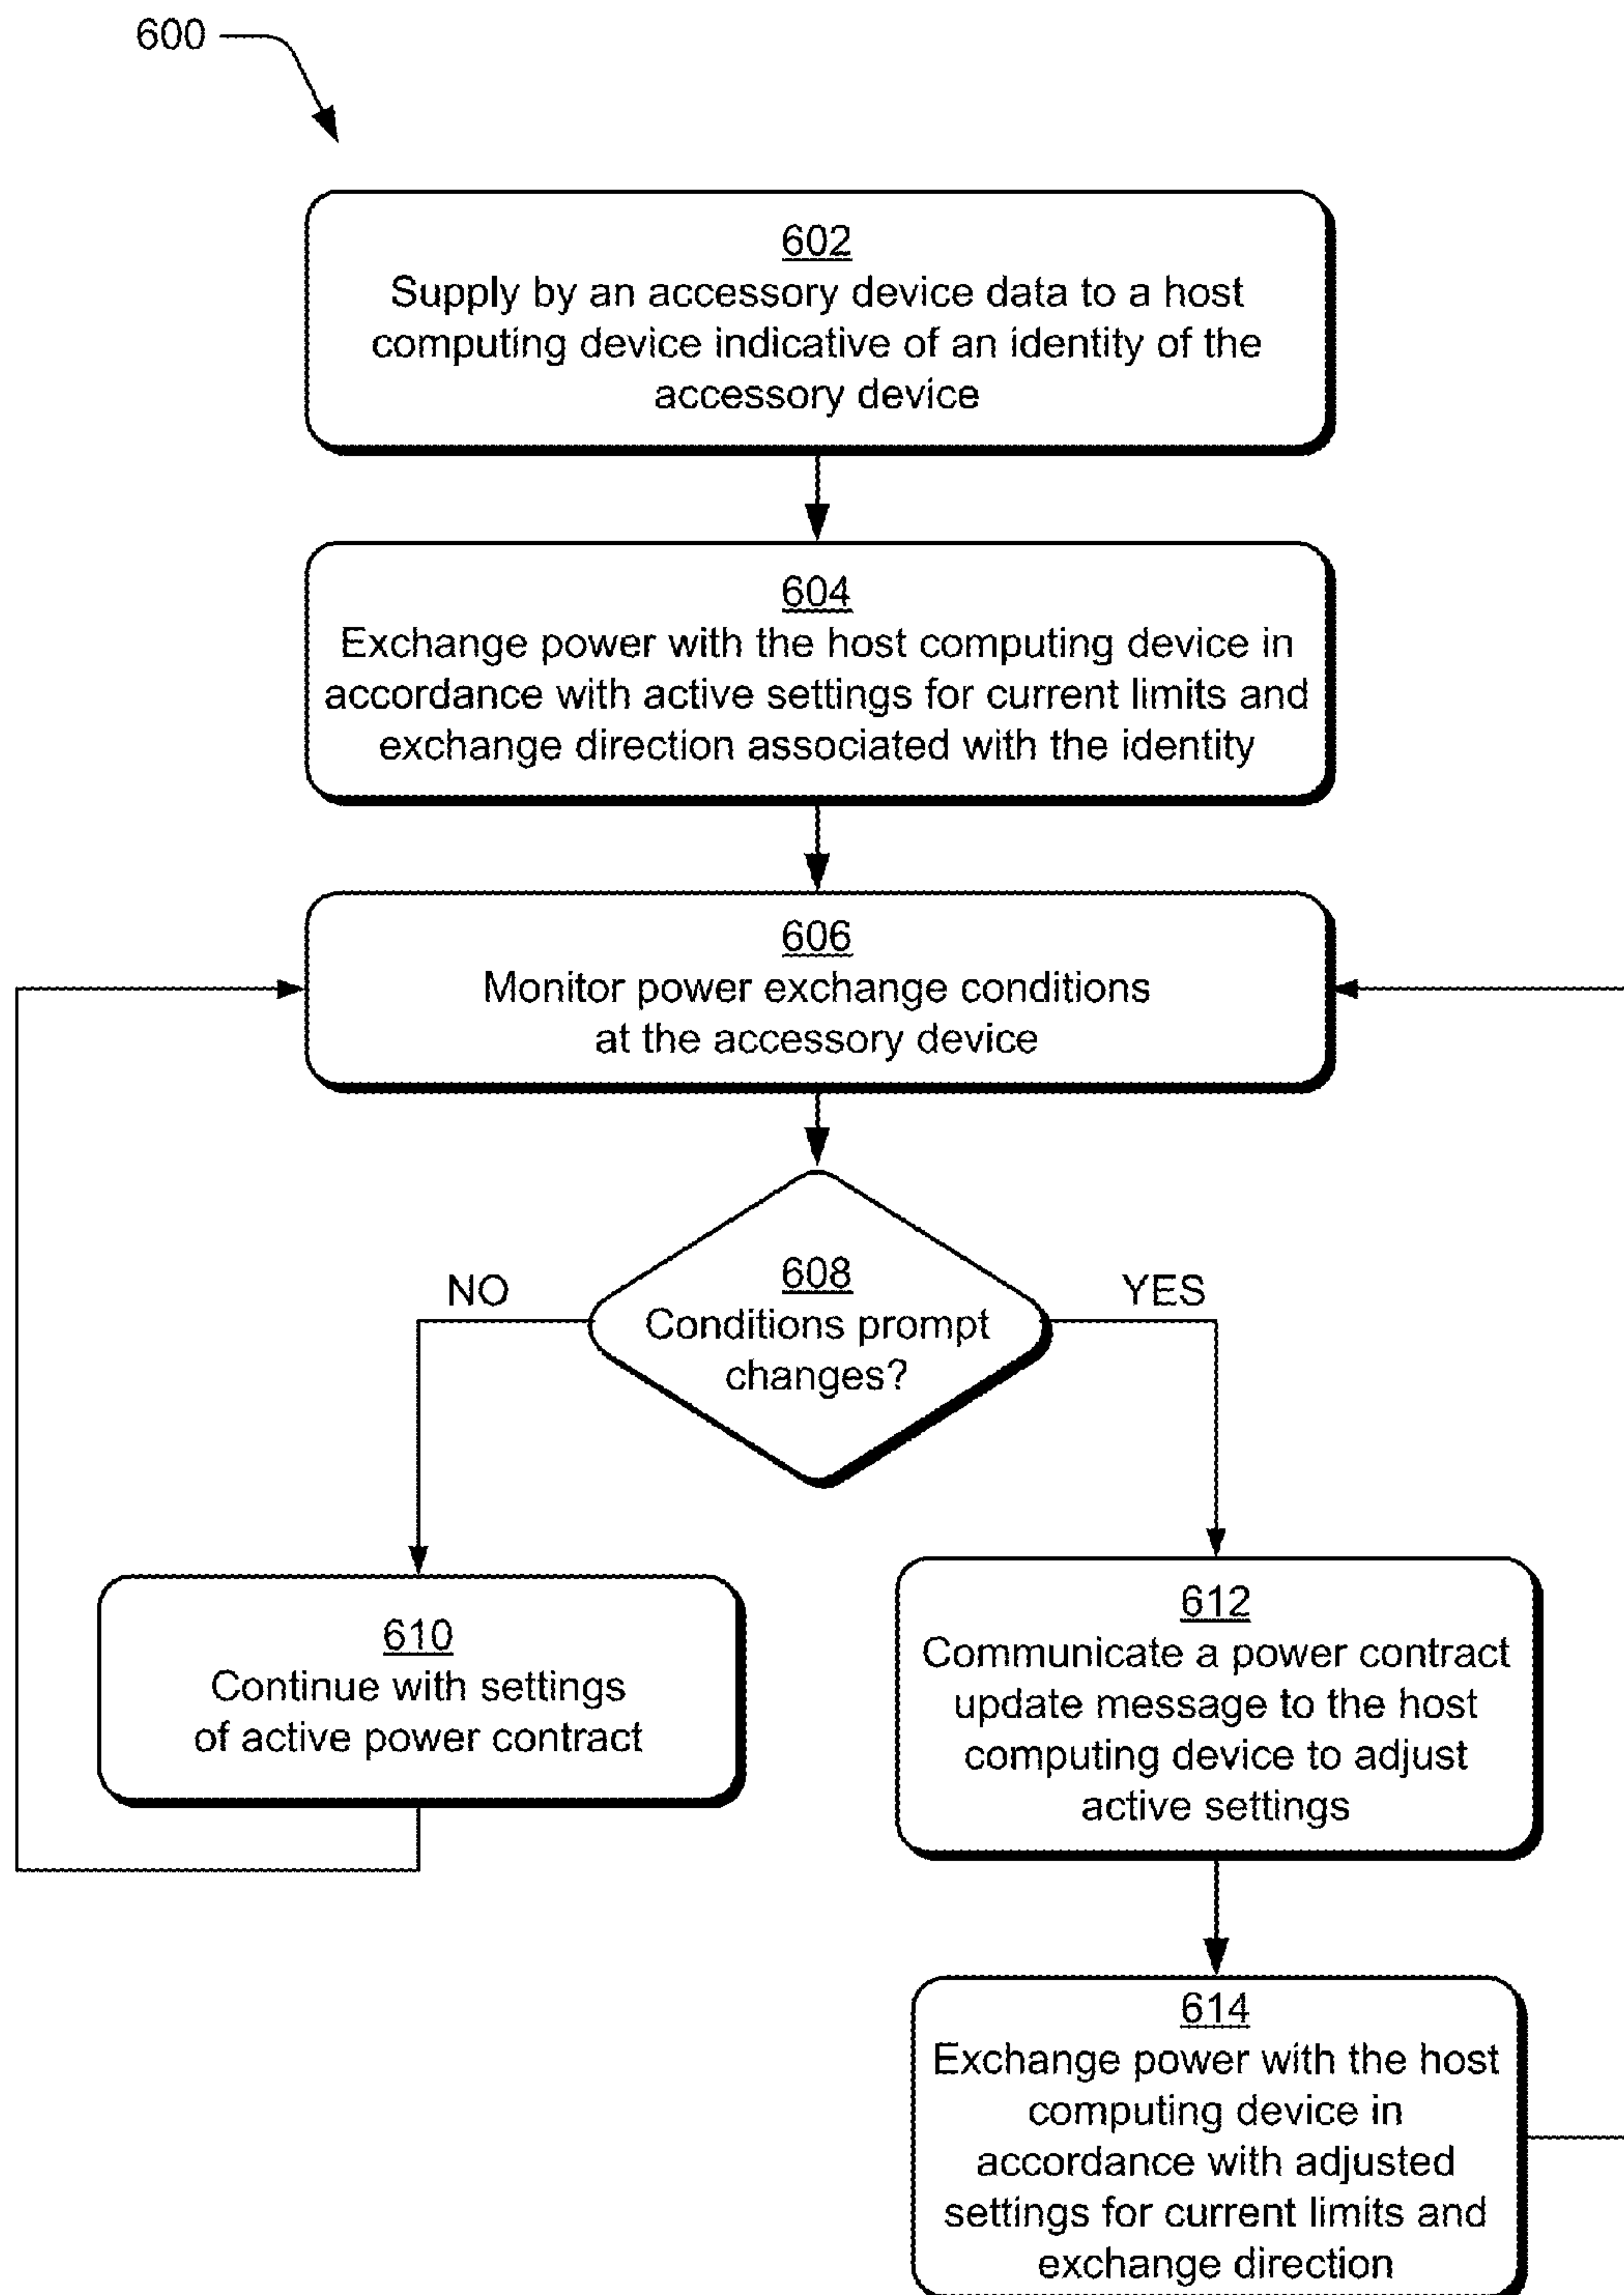 600
602
Supply by an accessory device data to a host
computing device indicative of an identity of the
accessory device
604
Exchange power with the host computing device in
accordance with active settings for current limits and
exchange direction associated with the identity
606
Monitor power exchange conditions
at the accessory device
608
Conditions prompt
changes?
NO
YES
610
Continue with settings
of active power contract
612
Communicate a power contract
update message to the host
computing device to adjust
active settings
614
Exchange power with the host
computing device in
accordance with adjusted
settings for current limits and
exchange direction